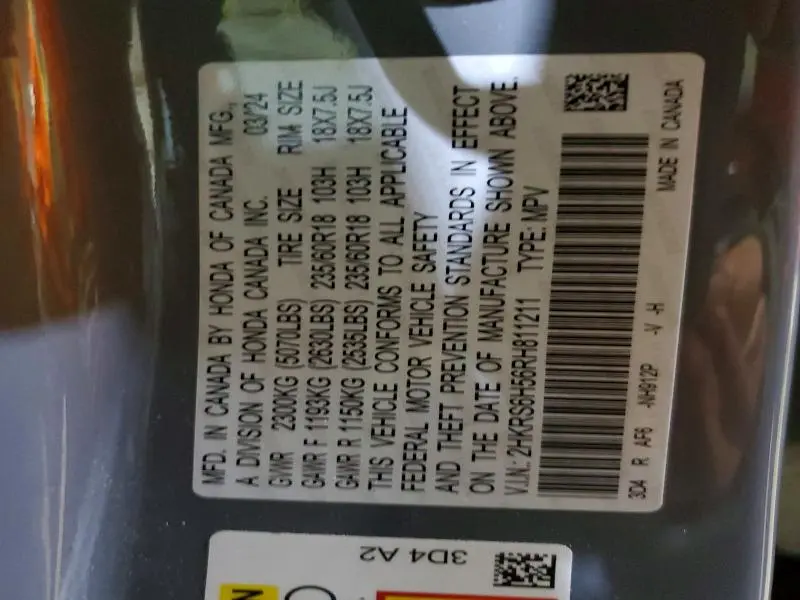 MFD. IN CANADA BY HONDA OF CANADA MFG.,
A DIVISION OF HONDA CANADA INC. 03/24
GVWR 2300KG (5070LBS) TIRE SIZE RIM SIZE
GAWR F 1193KG (2630LBS) 235/60R18 103H 18X7.5J
GAWR R 1150KG (2535LBS) 235/60R18 103H 18X7.5J
THIS VEHICLE CONFORMS TO ALL APPLICABLE
FEDERAL MOTOR VEHICLE SAFETY
AND THEFT PREVENTION STANDARDS IN EFFECT
ON THE DATE OF MANUFACTURE SHOWN ABOVE.
V.I.N.: 2HKRS6H56RH811211 TYPE: MPV
3D4 R AF6 -NH912P -V -H
MADE IN CANADA
3D4 A2